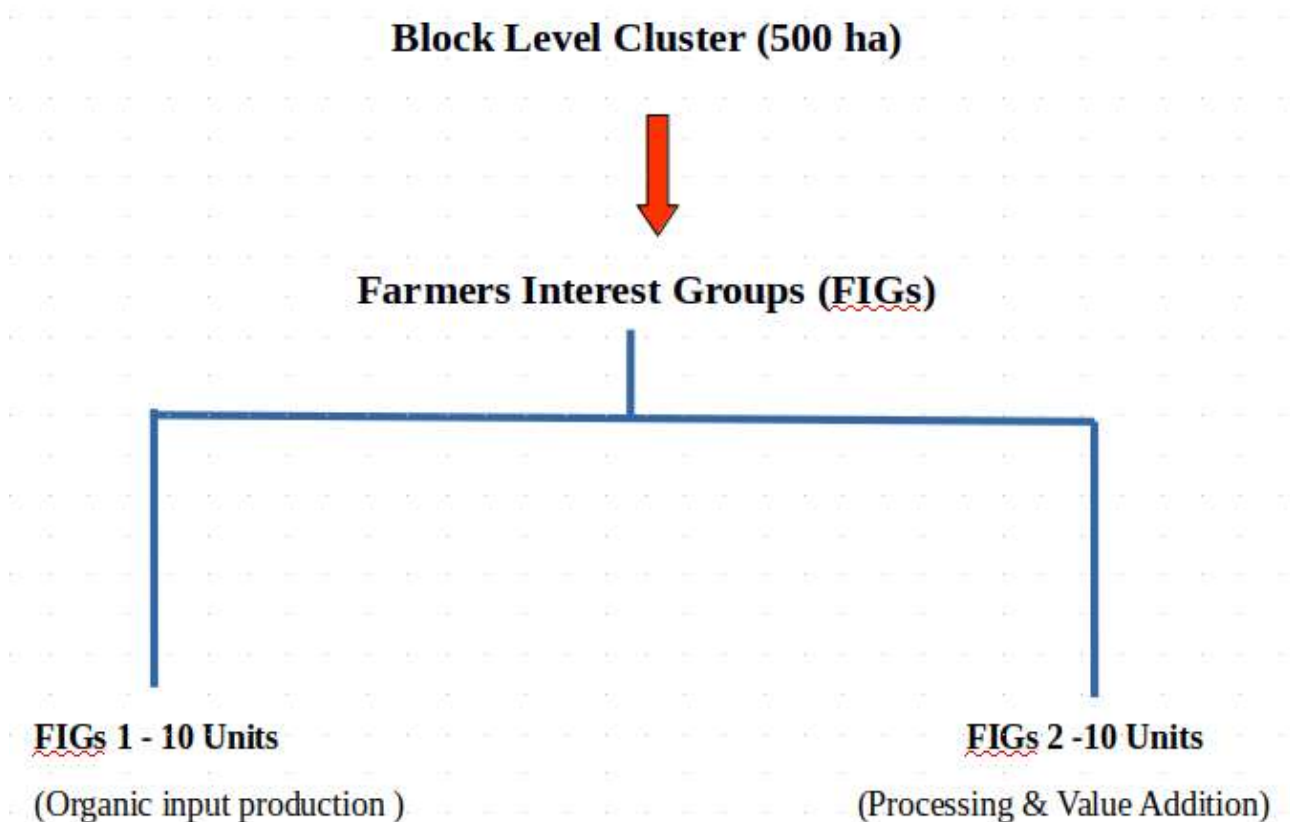 Block Level Cluster (500 ha)
Farmers Interest Groups (FIGs)
FIGs 1 - 10 Units
FIGs 2 -10 Units
(Organic input production )
(Processing & Value Addition)